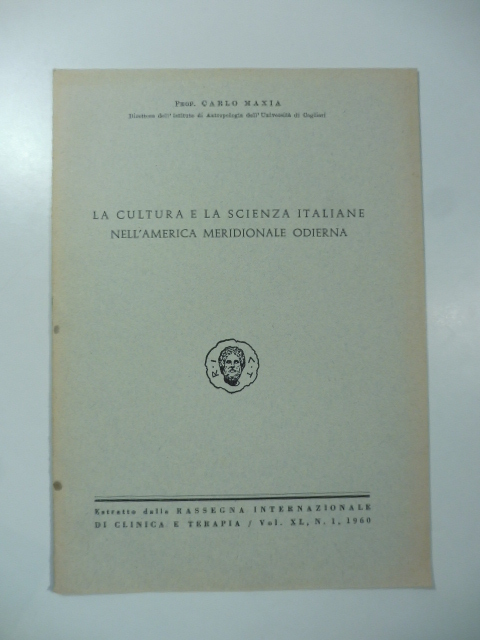 Prof. CARLO MAXIA
Direttore dell'Istituto di Antropologia dell'Università di Cagliari
LA CULTURA E LA SCIENZA ITALIANE
NELL'AMERICA MERIDIONALE ODIERNA
R. I. C. T.
Estratto dalla RASSEGNA INTERNAZIONALE
DI CLINICA E TERAPIA / Vol. XL, N. 1, 1960